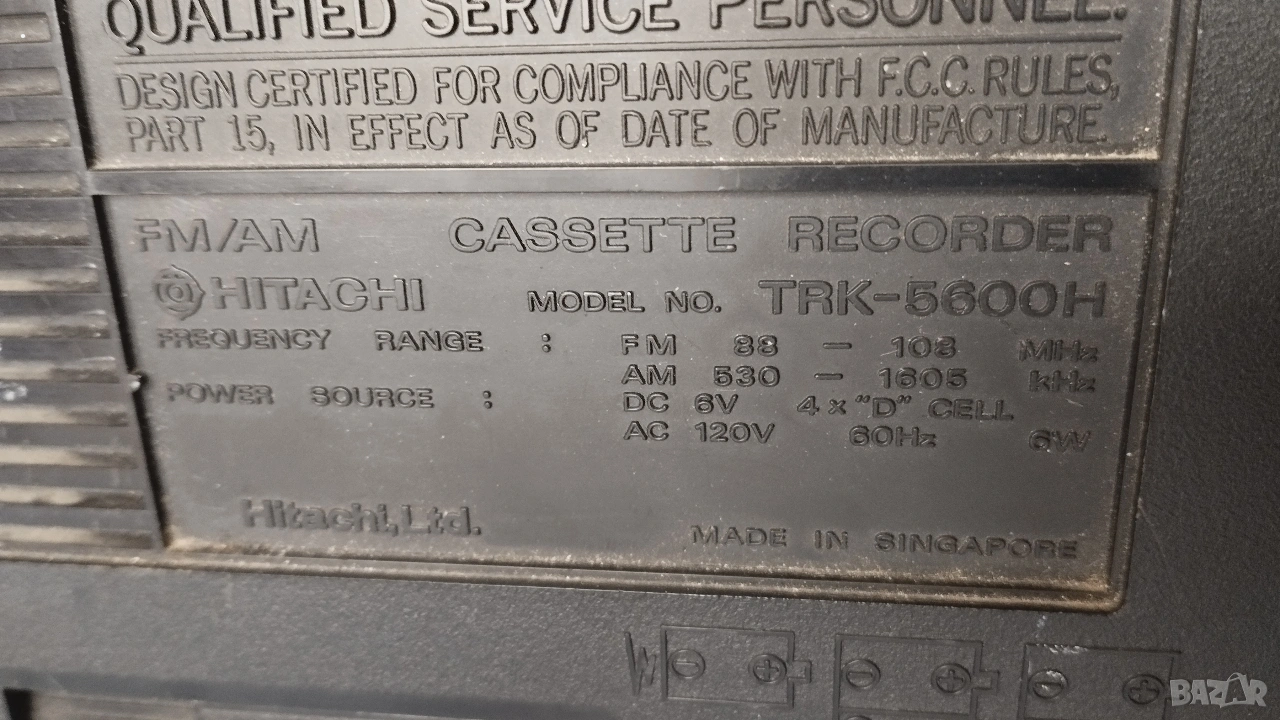 QUALIFIED SERVICE PERSONNEL.
DESIGN CERTIFIED FOR COMPLIANCE WITH F.C.C. RULES,
PART 15, IN EFFECT AS OF DATE OF MANUFACTURE.
FM/AM CASSETTE RECORDER
HITACHI MODEL NO. TRK-5600H
FREQUENCY RANGE : FM 88 - 108 MHz
AM 530 - 1605 kHz
POWER SOURCE : DC 6V 4 x "D" CELL
AC 120V 60Hz 6W
Hitachi, Ltd.
MADE IN SINGAPORE
BAZAR